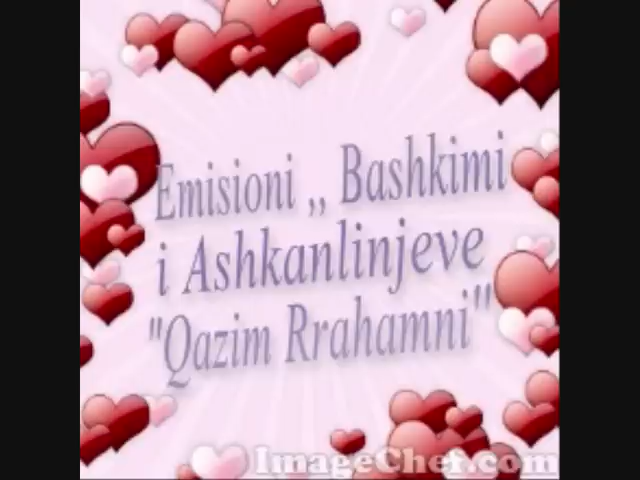 Emisioni ,, Bashkimi
i Ashkanlinjeve
"Qazim Rrahamni"
ImageChef.com